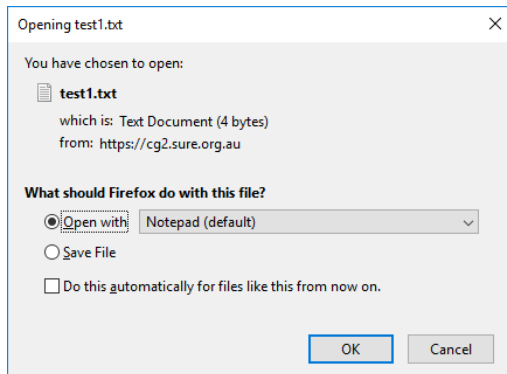 Opening test1.txt
You have chosen to open:
test1.txt
which is: Text Document (4 bytes)
from: https://cg2.sure.org.au
What should Firefox do with this file?
Open with Notepad (default)
Save File
Do this automatically for files like this from now on.
OK Cancel